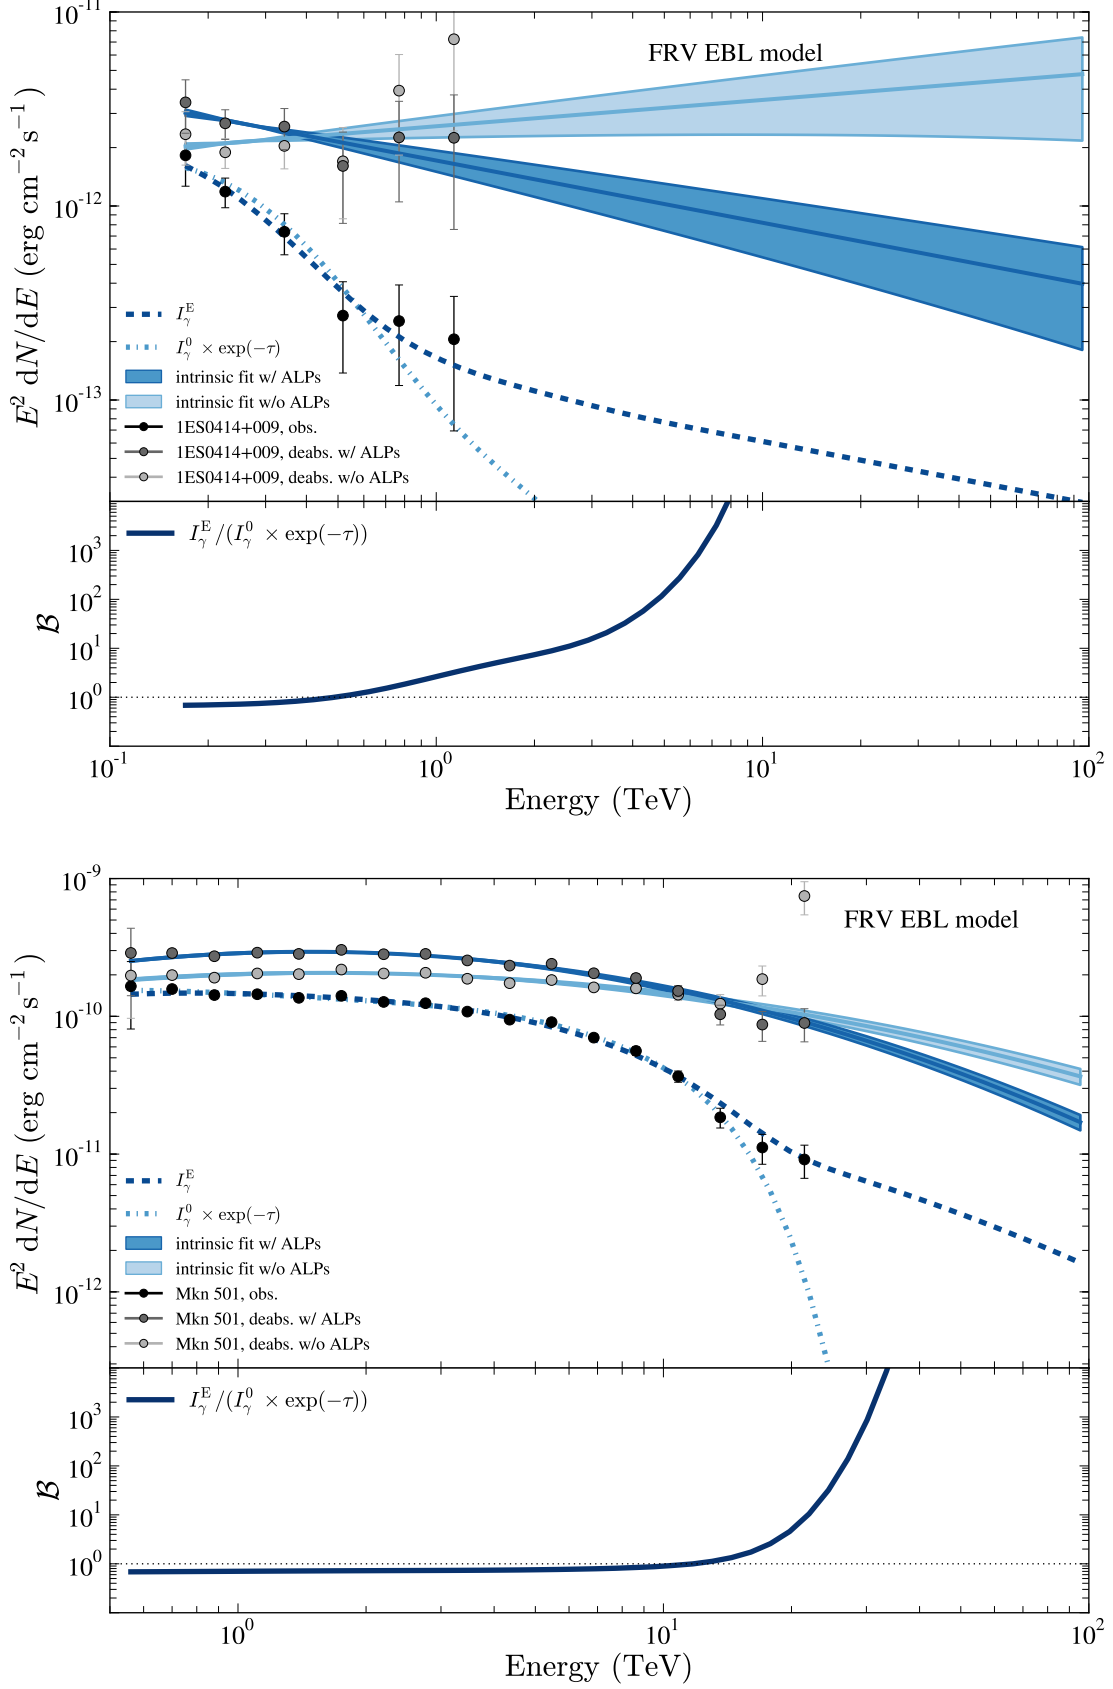 10^-11
FRV EBL model
10^-12
10^-13
E^2 dN/dE (erg cm^−2 s^−1)
I_γ^E
I_γ^0 × exp(−τ)
intrinsic fit w/ ALPs
intrinsic fit w/o ALPs
1ES0414+009, obs.
1ES0414+009, deabs. w/ ALPs
1ES0414+009, deabs. w/o ALPs
I_γ^E/(I_γ^0 × exp(−τ))
10^3
10^2
10^1
10^0
ℬ
10^-1 10^0 10^1 10^2
Energy (TeV)
10^-9
FRV EBL model
10^-10
10^-11
10^-12
E^2 dN/dE (erg cm^−2 s^−1)
I_γ^E
I_γ^0 × exp(−τ)
intrinsic fit w/ ALPs
intrinsic fit w/o ALPs
Mkn 501, obs.
Mkn 501, deabs. w/ ALPs
Mkn 501, deabs. w/o ALPs
I_γ^E/(I_γ^0 × exp(−τ))
10^3
10^2
10^1
10^0
ℬ
10^0 10^1 10^2
Energy (TeV)